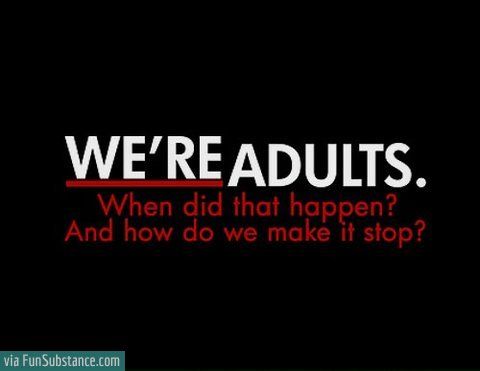 WE'RE ADULTS.
When did that happen?
And how do we make it stop?
via FunSubstance.com